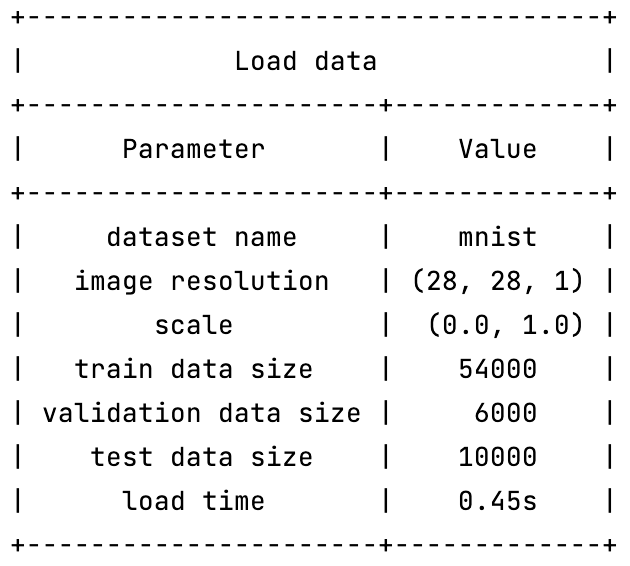 +-------------------------------------+
|              Load data              |
+----------------------+--------------+
|      Parameter       |    Value     |
+----------------------+--------------+
|     dataset name     |    mnist     |
|   image resolution   | (28, 28, 1) |
|        scale         |  (0.0, 1.0) |
|   train data size    |    54000     |
| validation data size |     6000     |
|    test data size    |    10000     |
|      load time       |    0.45s     |
+----------------------+--------------+